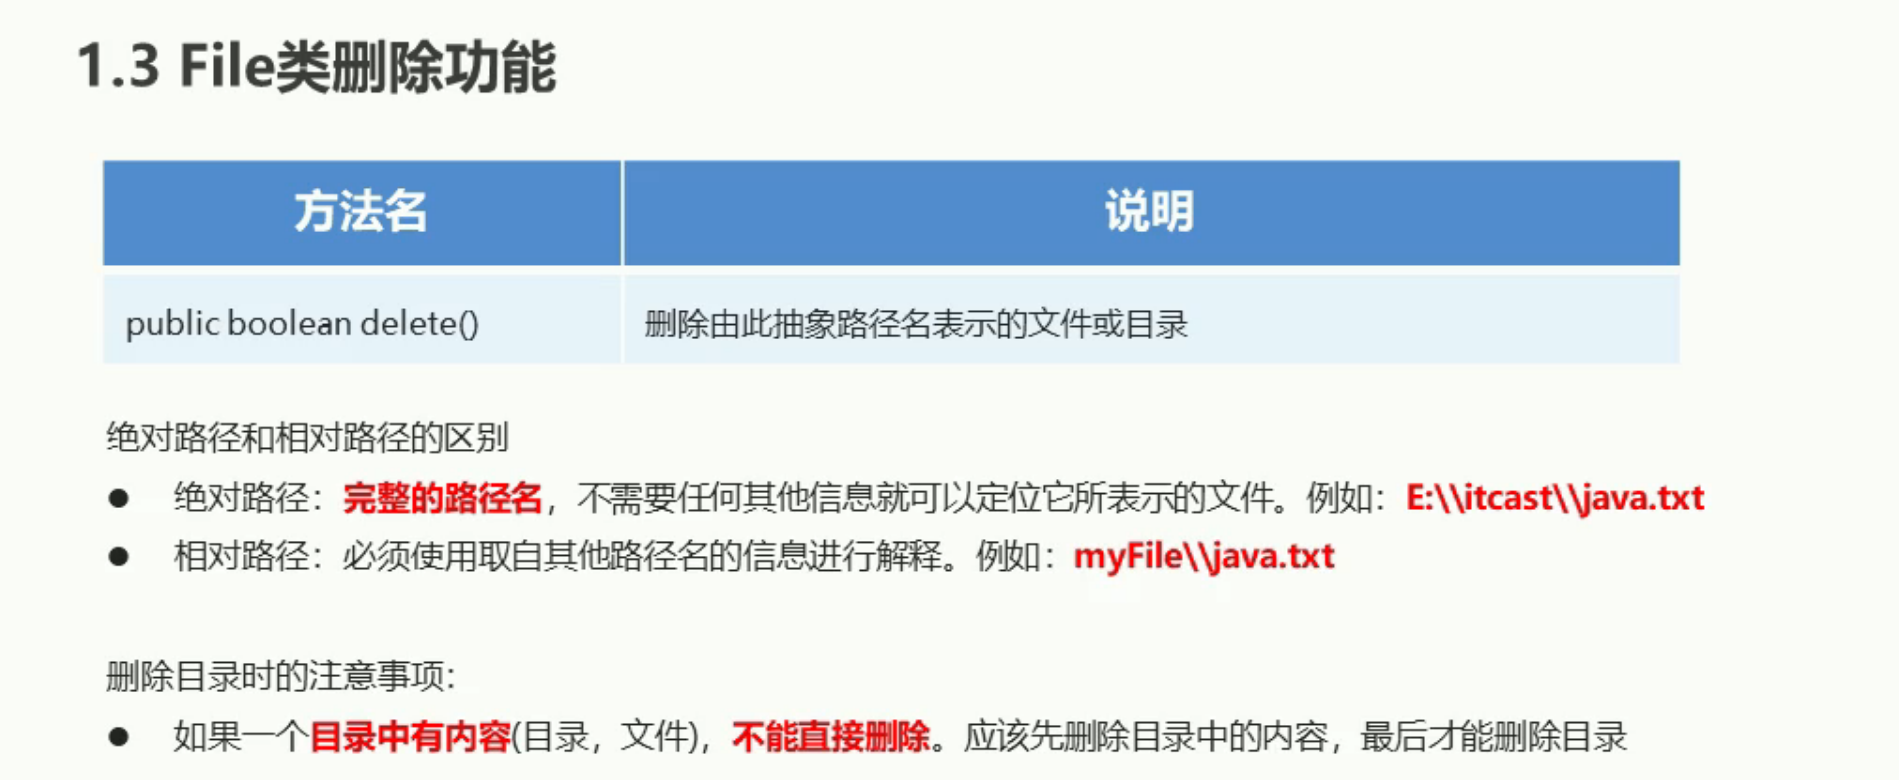 1.3 File类删除功能
方法名 说明
public boolean delete() 删除由此抽象路径名表示的文件或目录
绝对路径和相对路径的区别
● 绝对路径：完整的路径名，不需要任何其他信息就可以定位它所表示的文件。例如：E:\\itcast\\java.txt
● 相对路径：必须使用取自其他路径名的信息进行解释。例如：myFile\\java.txt
删除目录时的注意事项:
● 如果一个目录中有内容(目录，文件)，不能直接删除。应该先删除目录中的内容，最后才能删除目录